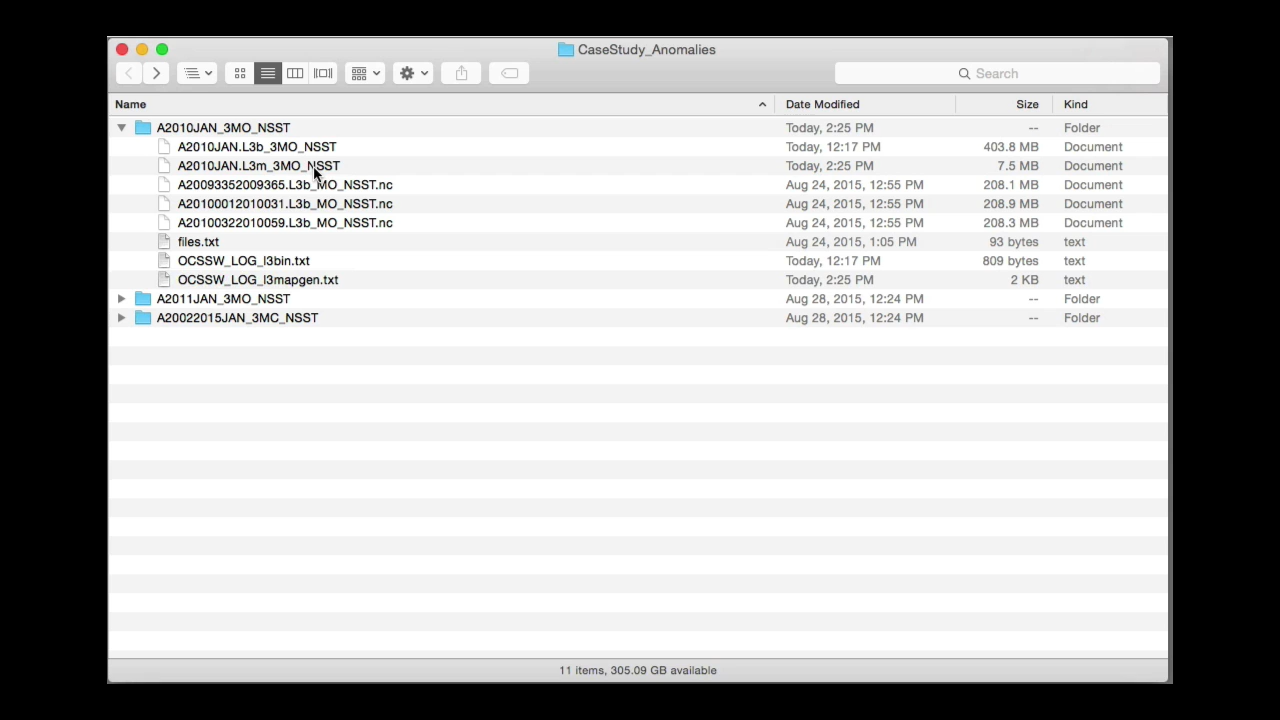 CaseStudy_Anomalies
Search
Name Date Modified Size Kind
A2010JAN_3MO_NSST Today, 2:25 PM -- Folder
A2010JAN.L3b_3MO_NSST Today, 12:17 PM 403.8 MB Document
A2010JAN.L3m_3MO_NSST Today, 2:25 PM 7.5 MB Document
A20093352009365.L3b_MO_NSST.nc Aug 24, 2015, 12:55 PM 208.1 MB Document
A20100012010031.L3b_MO_NSST.nc Aug 24, 2015, 12:55 PM 208.9 MB Document
A20100322010059.L3b_MO_NSST.nc Aug 24, 2015, 12:55 PM 208.3 MB Document
files.txt Aug 24, 2015, 1:05 PM 93 bytes text
OCSSW_LOG_l3bin.txt Today, 12:17 PM 809 bytes text
OCSSW_LOG_l3mapgen.txt Today, 2:25 PM 2 KB text
A2011JAN_3MO_NSST Aug 28, 2015, 12:24 PM -- Folder
A20022015JAN_3MC_NSST Aug 28, 2015, 12:24 PM -- Folder
11 items, 305.09 GB available